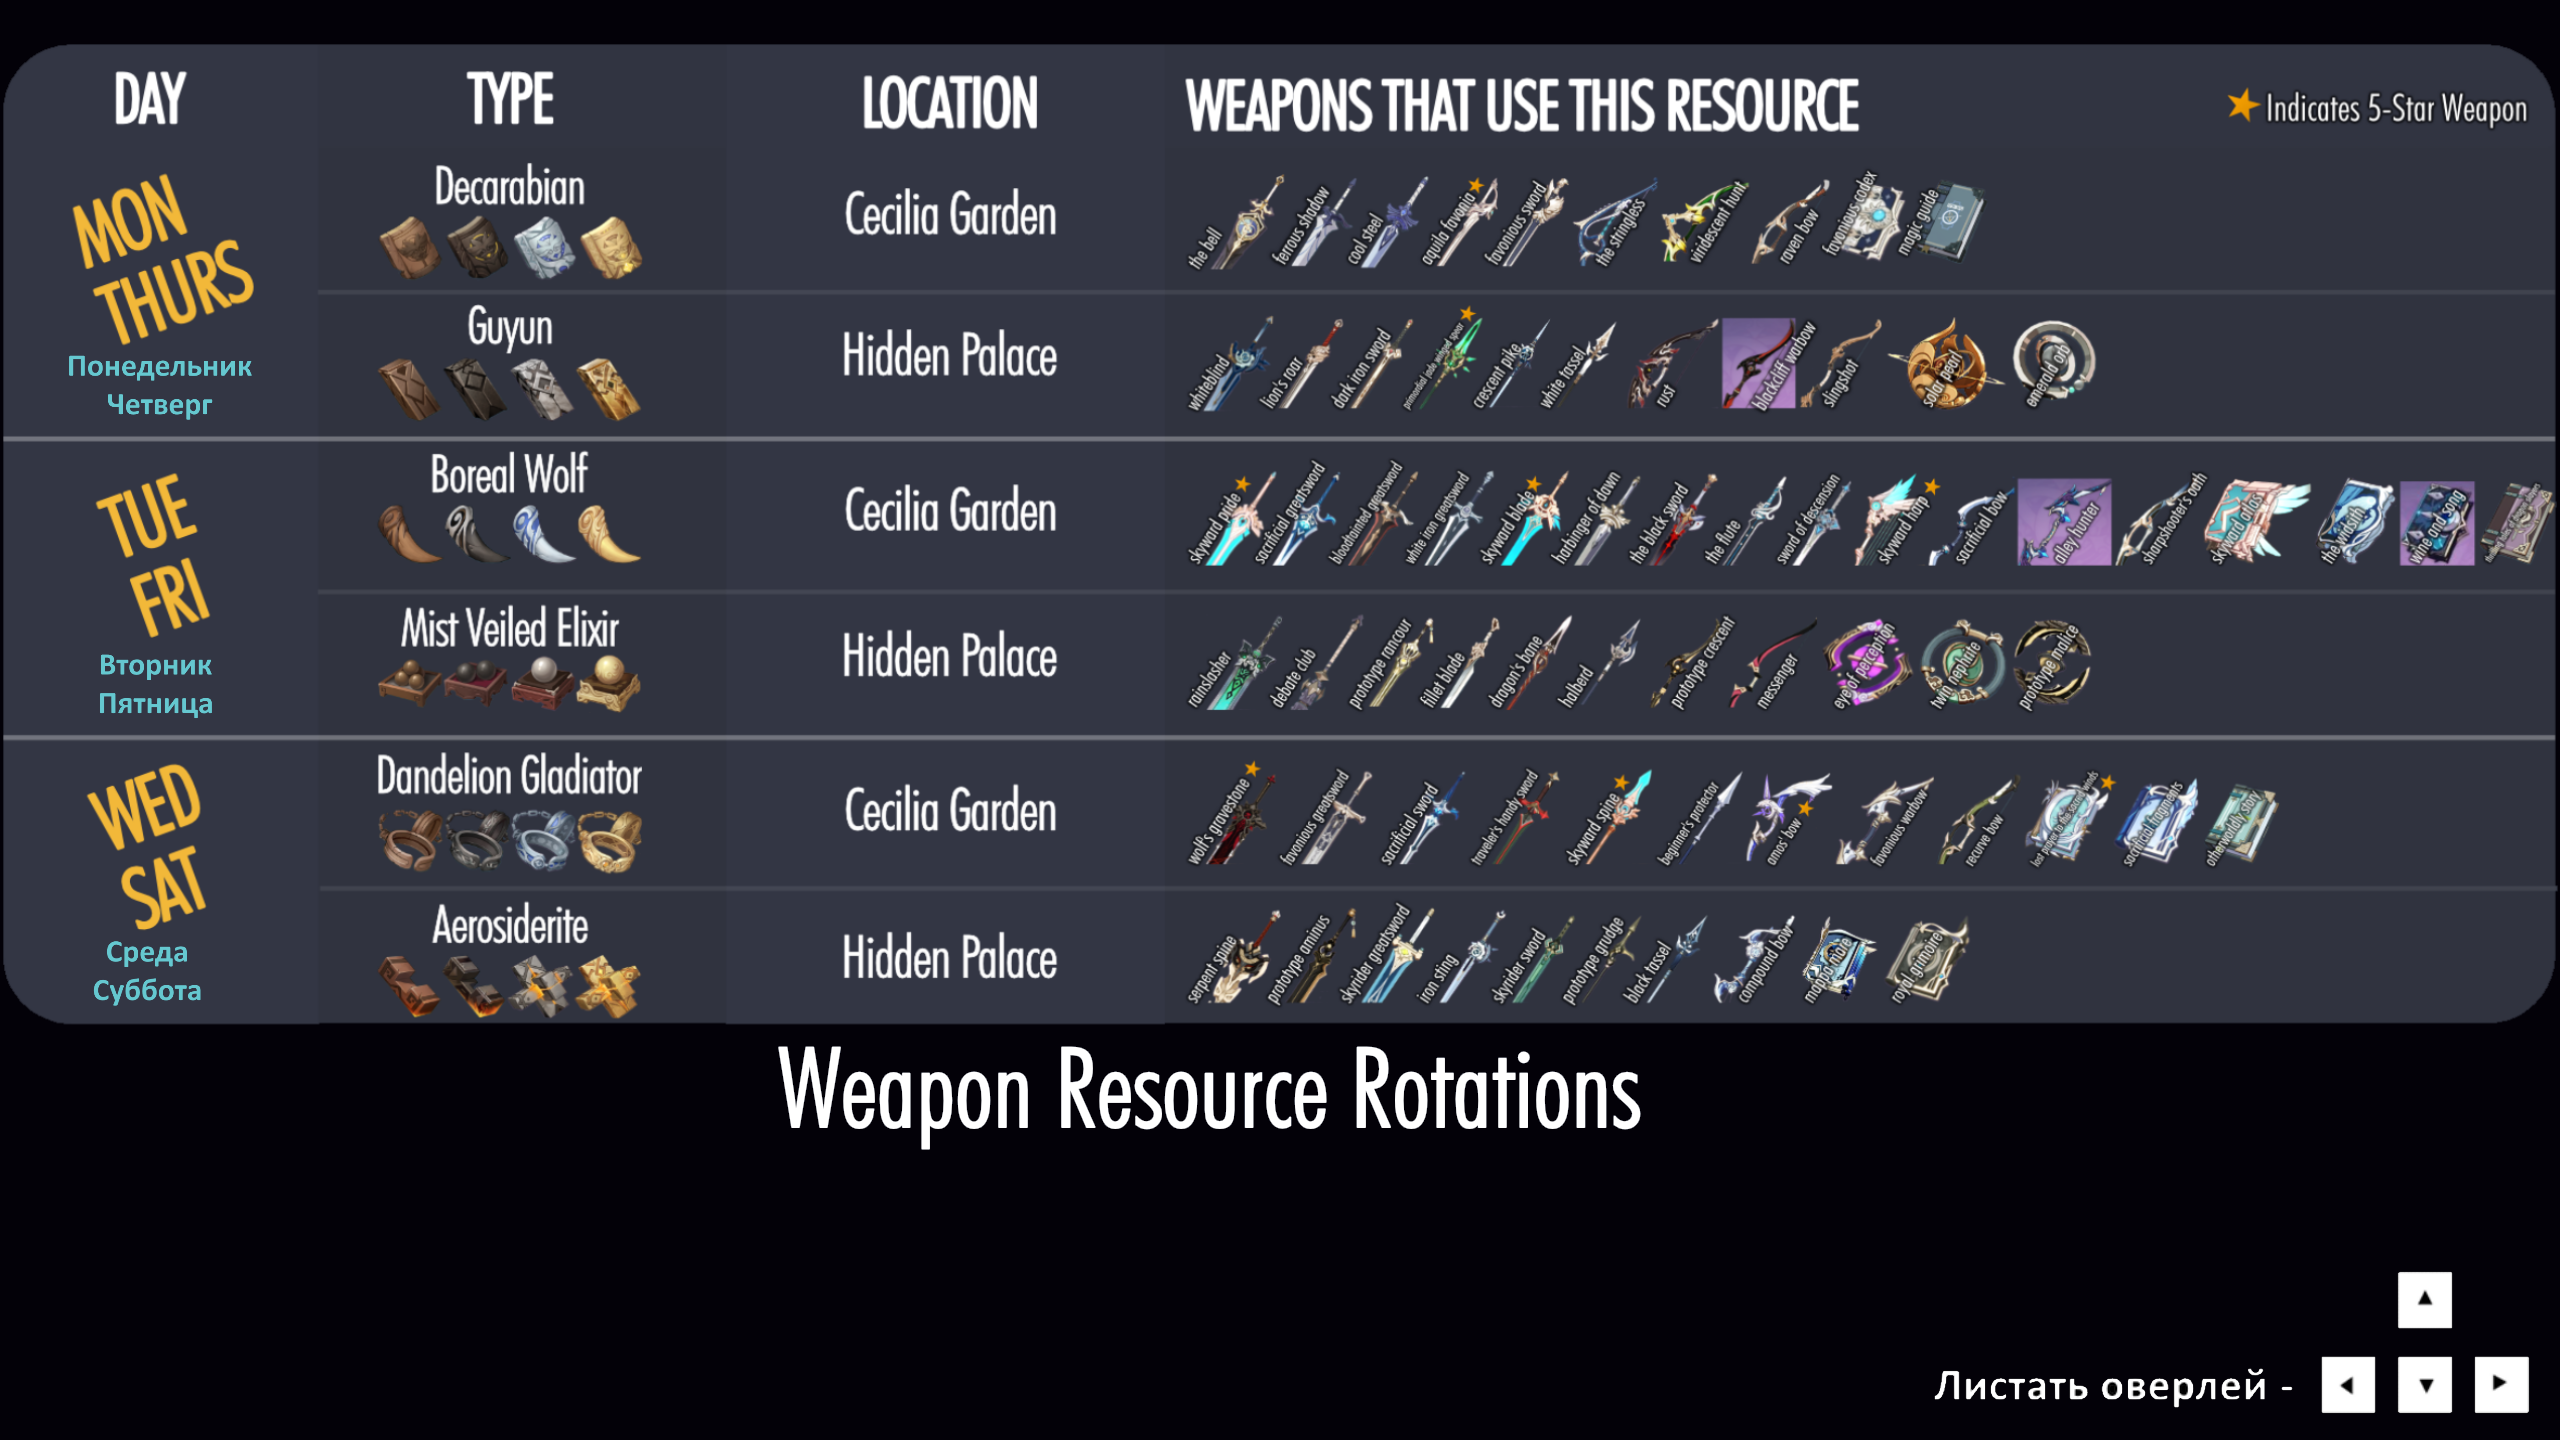 DAY
TYPE
LOCATION
WEAPONS THAT USE THIS RESOURCE
Indicates 5-Star Weapon
MON
THURS
Понедельник
Четверг
Decarabian
Cecilia Garden
the bell
ferrous shadow
cool steel
aquila favonia
favonious sword
the stringless
viridescent hunt
raven bow
favonious codex
magic guide
Guyun
Hidden Palace
whiteblind
lion's roar
dark iron sword
primordial jade winged spear
crescent pike
white tassel
rust
blackcliff warbow
slingshot
solar pearl
emerald orb
TUE
FRI
Вторник
Пятница
Boreal Wolf
Cecilia Garden
skyward pride
sacrificial greatsword
bloodtainted greatsword
white iron greatsword
skyward blade
harbinger of dawn
the black sword
the flute
sword of descension
skyward harp
sacrificial bow
alley hunter
sharpshooter's oath
skyward atlas
the widsith
wine and song
Mist Veiled Elixir
Hidden Palace
rainslasher
debate club
prototype rancour
fillet blade
dragon's bane
halberd
prototype crescent
messenger
eye of perception
twin nephrite
prototype malice
WED
SAT
Среда
Суббота
Dandelion Gladiator
Cecilia Garden
wolf's gravestone
favonious greatsword
sacrificial sword
traveler's handy sword
skyward spine
beginner's protector
amos' bow
favonious warbow
recurve bow
lost prayer to the sacred winds
sacrificial fragments
otherworldly story
Aerosiderite
Hidden Palace
serpent spine
prototype aminus
skyrider greatsword
iron sting
skyrider sword
prototype grudge
black tassel
compound bow
mappa mare
royal grimore
Weapon Resource Rotations
Листать оверлей -